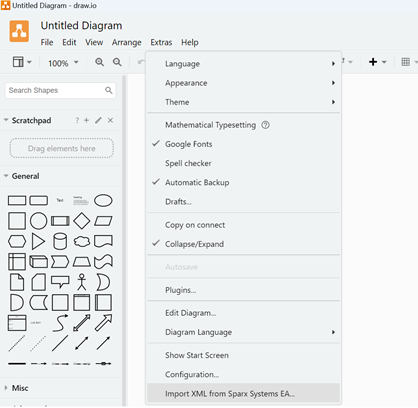 Untitled Diagram - draw.io
Untitled Diagram
File Edit View Arrange Extras Help
100%
Search Shapes
Scratchpad
?
Drag elements here
General
Text
Misc
Language
Appearance
Theme
Mathematical Typesetting ?
Google Fonts
Spell checker
Automatic Backup
Drafts...
Copy on connect
Collapse/Expand
Autosave
Plugins...
Edit Diagram...
Diagram Language
Show Start Screen
Configuration...
Import XML from Sparx Systems EA...